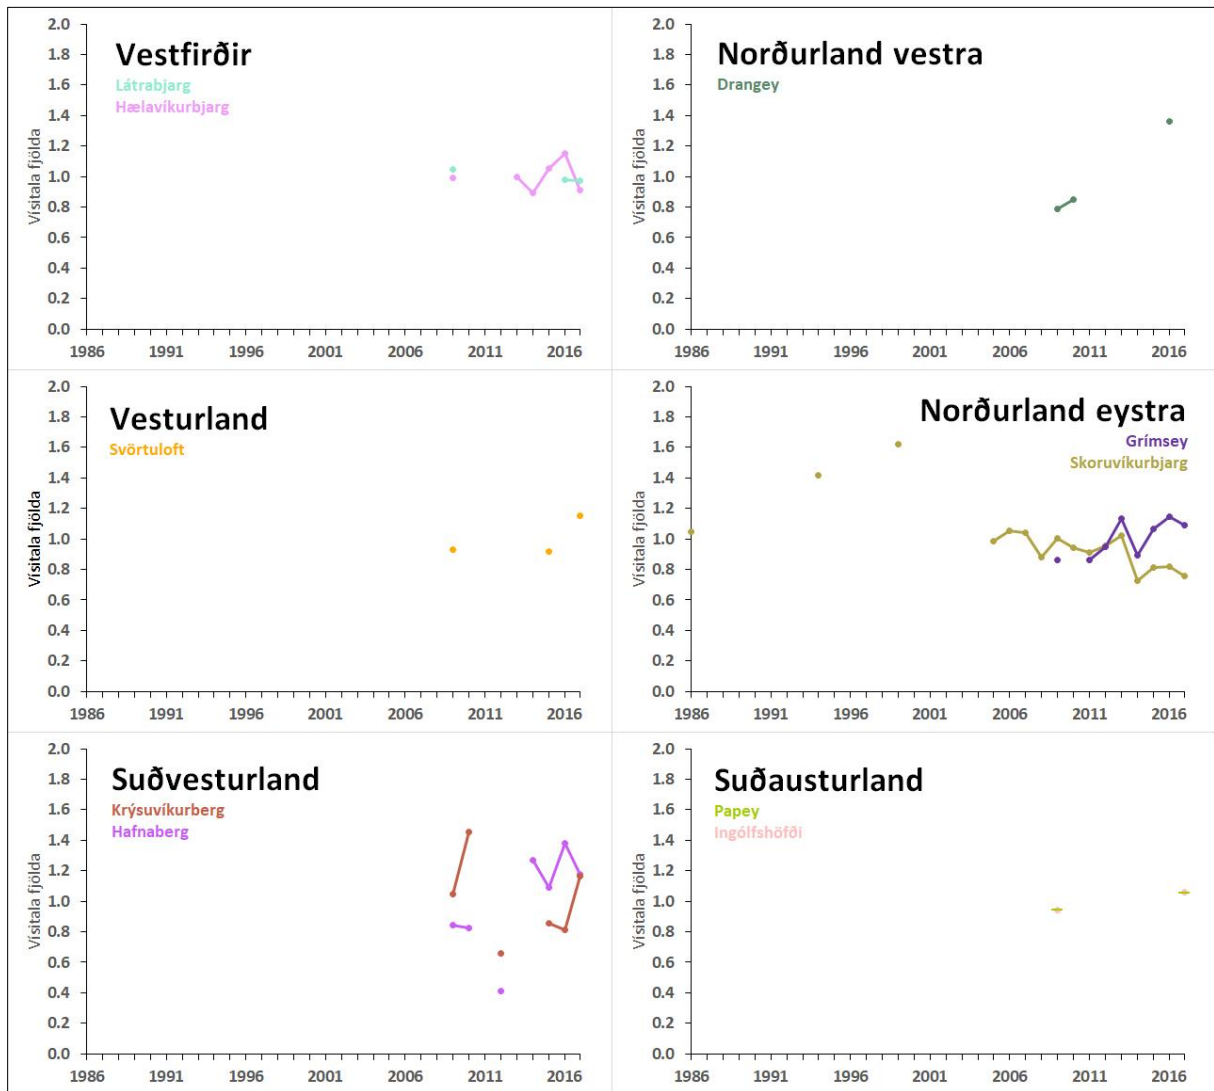 Vestfirðir
Látrabjarg
Hælavíkurbjarg
Vísitala fjölda
2.0
1.8
1.6
1.4
1.2
1.0
0.8
0.6
0.4
0.2
0.0
1986 1991 1996 2001 2006 2011 2016
Norðurland vestra
Drangey
Vísitala fjölda
2.0
1.8
1.6
1.4
1.2
1.0
0.8
0.6
0.4
0.2
0.0
1986 1991 1996 2001 2006 2011 2016
Vesturland
Svörtuloft
Vísitala fjölda
2.0
1.8
1.6
1.4
1.2
1.0
0.8
0.6
0.4
0.2
0.0
1986 1991 1996 2001 2006 2011 2016
Norðurland eystra
Grímsey
Skoruvíkurbjarg
Vísitala fjölda
2.0
1.8
1.6
1.4
1.2
1.0
0.8
0.6
0.4
0.2
0.0
1986 1991 1996 2001 2006 2011 2016
Suðvesturland
Krýsuvíkurberg
Hafnaberg
Vísitala fjölda
2.0
1.8
1.6
1.4
1.2
1.0
0.8
0.6
0.4
0.2
0.0
1986 1991 1996 2001 2006 2011 2016
Suðausturland
Papey
Ingólfshöfði
Vísitala fjölda
2.0
1.8
1.6
1.4
1.2
1.0
0.8
0.6
0.4
0.2
0.0
1986 1991 1996 2001 2006 2011 2016